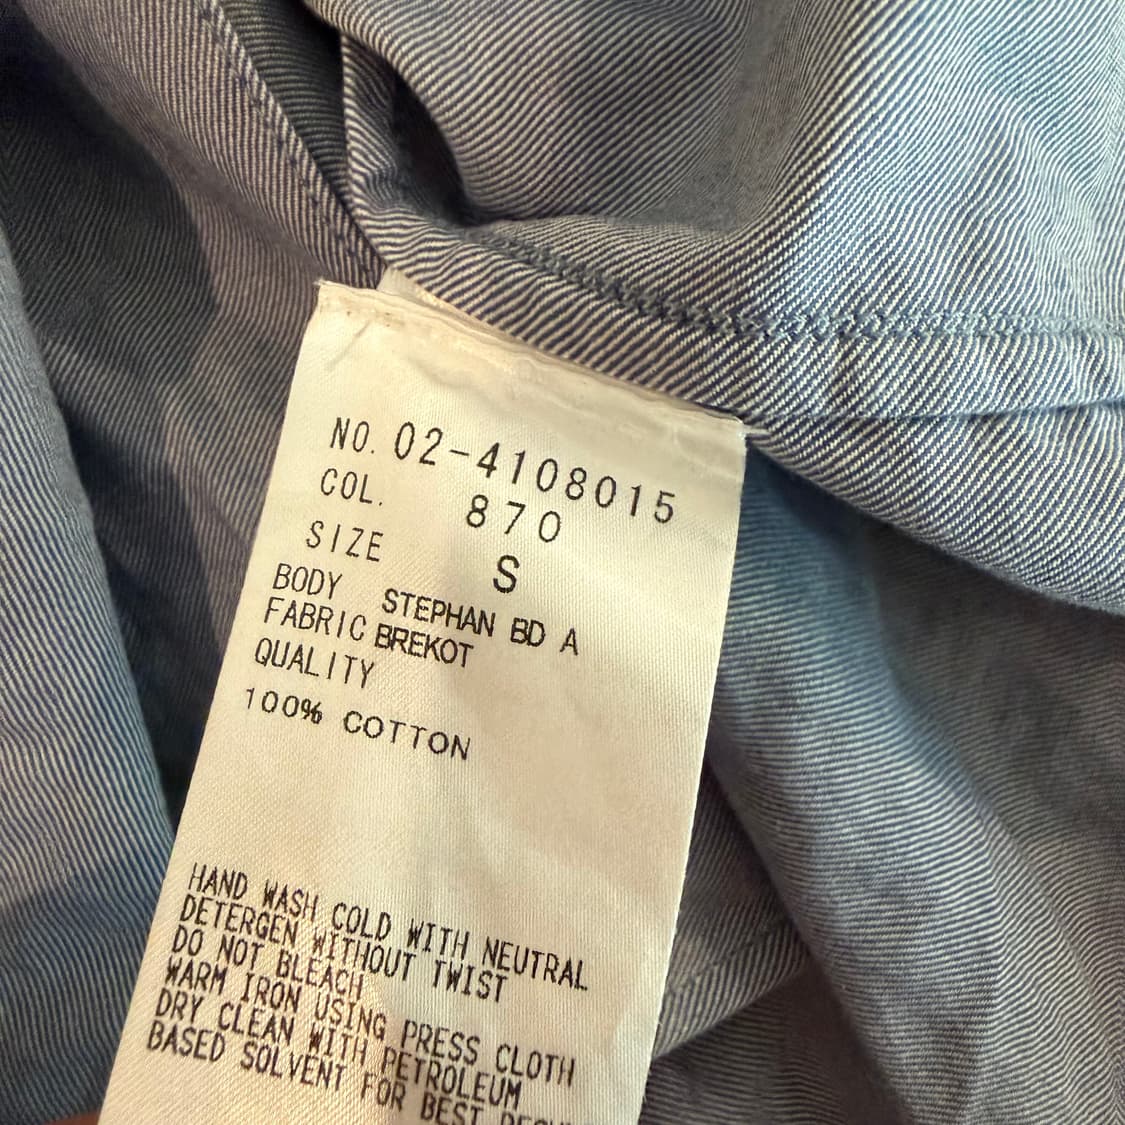 NO. 02-4108015
COL. 870
SIZE S
BODY STEPHAN BD A
FABRIC BREKOT
QUALITY
100% COTTON
HAND WASH COLD WITH NEUTRAL
DETERGEN WITHOUT TWIST
DO NOT BLEACH
WARM IRON USING PRESS CLOTH
DRY CLEAN WITH PETROLEUM
BASED SOLVENT FOR BEST